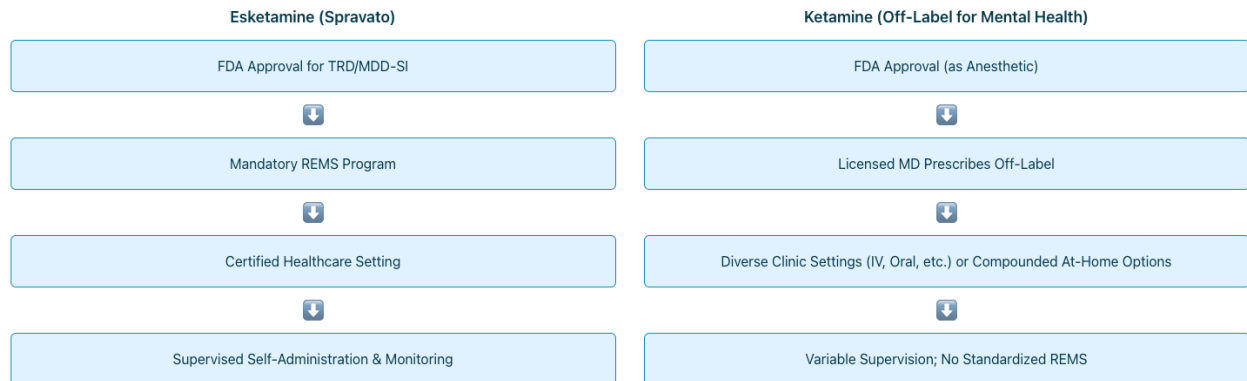 Esketamine (Spravato)
FDA Approval for TRD/MDD-SI
Mandatory REMS Program
Certified Healthcare Setting
Supervised Self-Administration & Monitoring
Ketamine (Off-Label for Mental Health)
FDA Approval (as Anesthetic)
Licensed MD Prescribes Off-Label
Diverse Clinic Settings (IV, Oral, etc.) or Compounded At-Home Options
Variable Supervision; No Standardized REMS